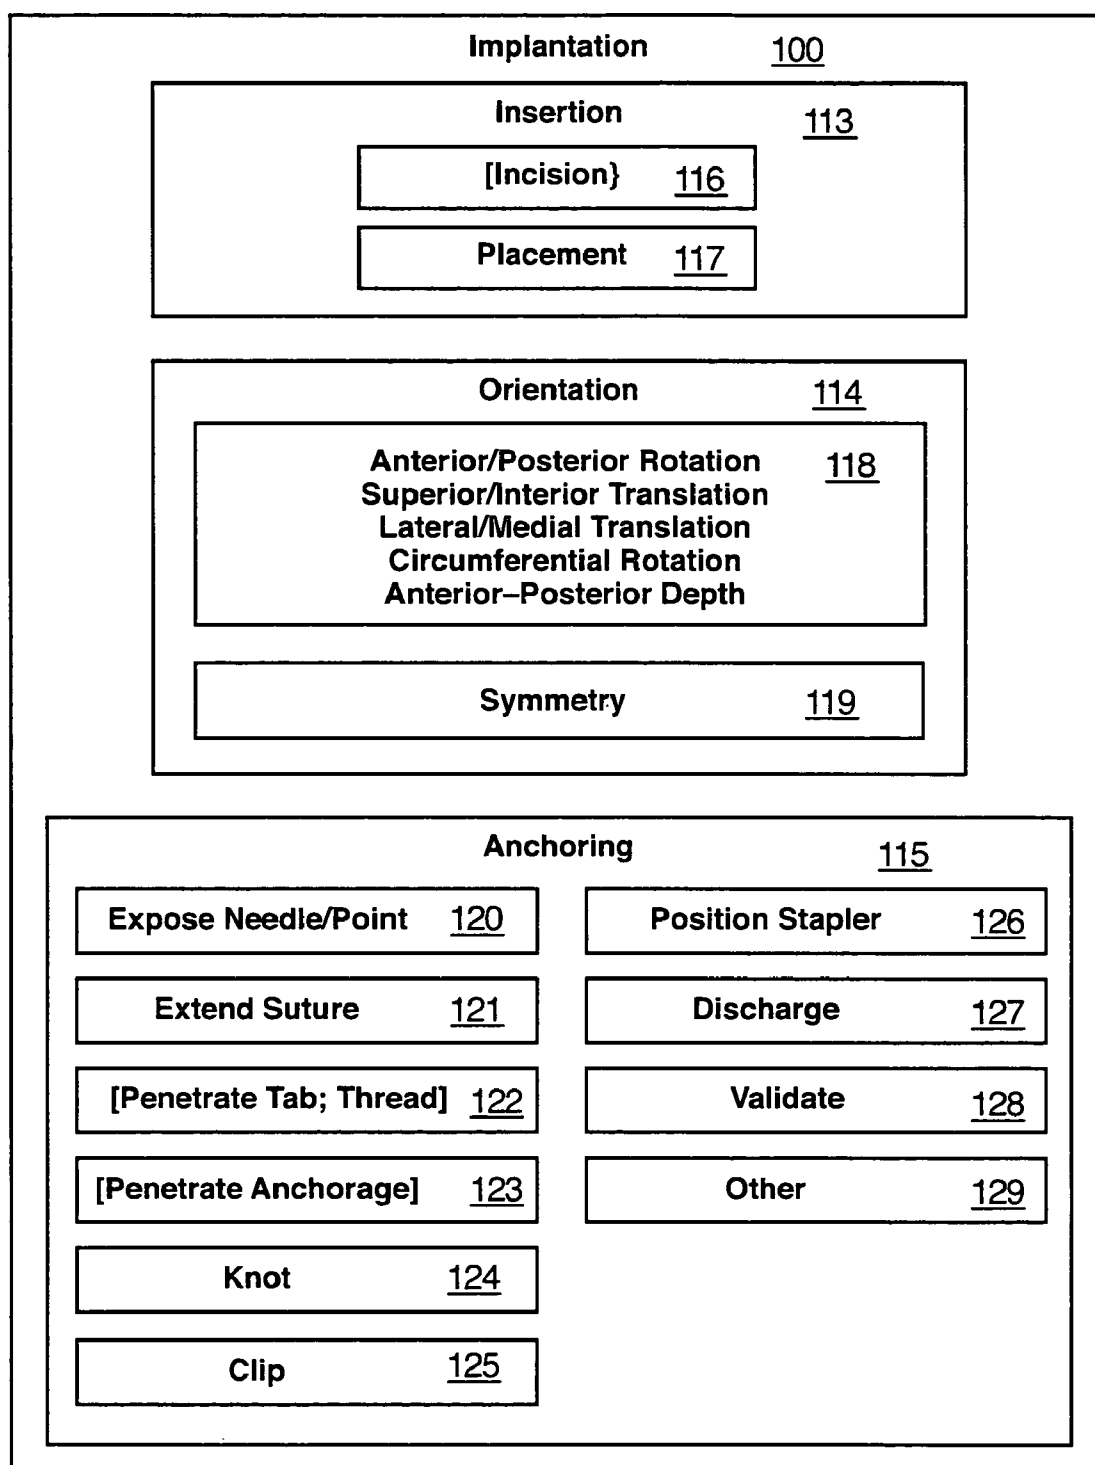 Implantation 100
Insertion 113
[Incision} 116
Placement 117
Orientation 114
Anterior/Posterior Rotation 118
Superior/Interior Translation
Lateral/Medial Translation
Circumferential Rotation
Anterior–Posterior Depth
Symmetry 119
Anchoring 115
Expose Needle/Point 120
Extend Suture 121
[Penetrate Tab; Thread] 122
[Penetrate Anchorage] 123
Knot 124
Clip 125
Position Stapler 126
Discharge 127
Validate 128
Other 129